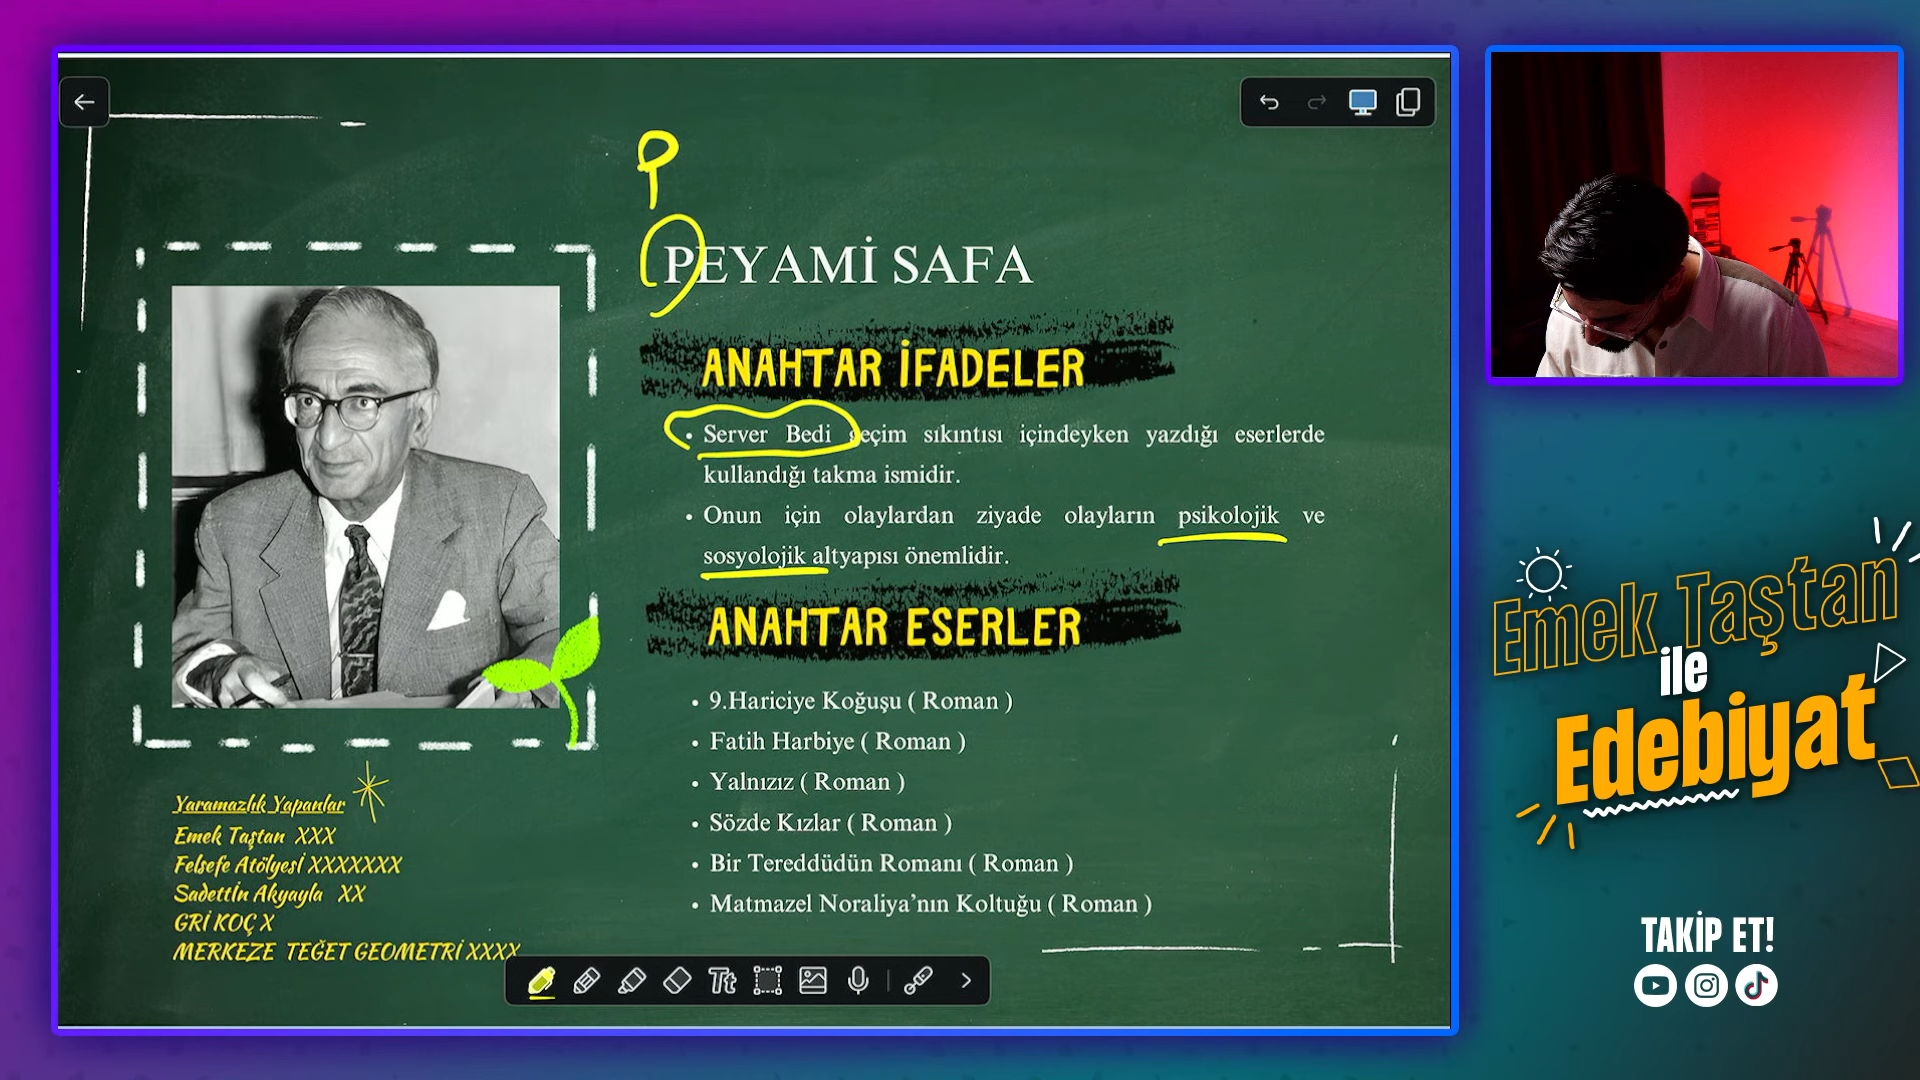 P
PEYAMİ SAFA
ANAHTAR İFADELER
• Server Bedi geçim sıkıntısı içindeyken yazdığı eserlerde
kullandığı takma ismidir.
• Onun için olaylardan ziyade olayların psikolojik ve
sosyolojik altyapısı önemlidir.
ANAHTAR ESERLER
• 9.Hariciye Koğuşu ( Roman )
• Fatih Harbiye ( Roman )
• Yalnızız ( Roman )
• Sözde Kızlar ( Roman )
• Bir Tereddüdün Romanı ( Roman )
• Matmazel Noraliya’nın Koltuğu ( Roman )
Yaramazlık Yapanlar
Emek Taştan XXX
Felsefe Atölyesi XXXXXXX
Sadettin Akyayla XX
GRİ KOÇ X
MERKEZE TEĞET GEOMETRİ XXXX
Tt
Emek Taştan
ile
Edebiyat
TAKİP ET!